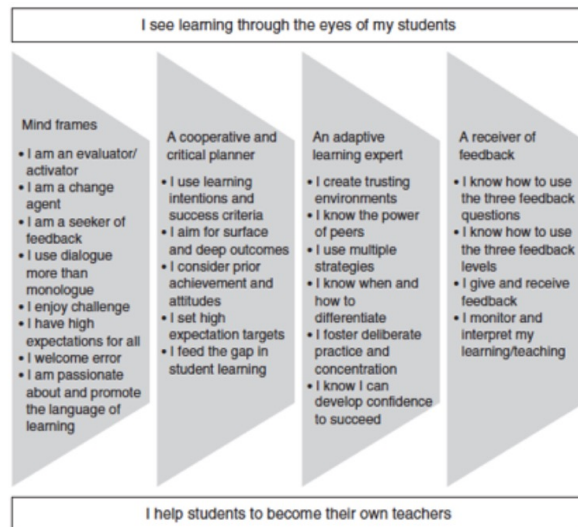 I see learning through the eyes of my students
Mind frames
• I am an evaluator/
activator
• I am a change
agent
• I am a seeker of
feedback
• I use dialogue
more than
monologue
• I enjoy challenge
• I have high
expectations for all
• I welcome error
• I am passionate
about and promote
the language of
learning
A cooperative and
critical planner
• I use learning
intentions and
success criteria
• I aim for surface
and deep outcomes
• I consider prior
achievement and
attitudes
• I set high
expectation targets
• I feed the gap in
student learning
An adaptive
learning expert
• I create trusting
environments
• I know the power
of peers
• I use multiple
strategies
• I know when and
how to
differentiate
• I foster deliberate
practice and
concentration
• I know I can
develop confidence
to succeed
A receiver of
feedback
• I know how to use
the three feedback
questions
• I know how to use
the three feedback
levels
• I give and receive
feedback
• I monitor and
interpret my
learning/teaching
I help students to become their own teachers